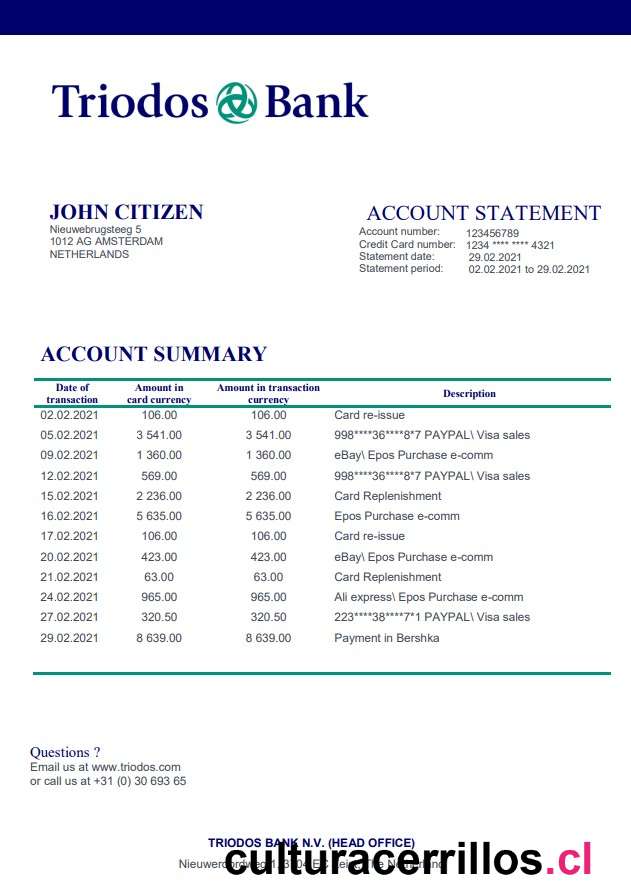 Triodos Bank
JOHN CITIZEN
Nieuwebrugsteeg 5
1012 AG AMSTERDAM
NETHERLANDS
ACCOUNT STATEMENT
Account number: 123456789
Credit Card number: 1234 **** **** 4321
Statement date: 29.02.2021
Statement period: 02.02.2021 to 29.02.2021
ACCOUNT SUMMARY
Date of transaction Amount in card currency Amount in transaction currency Description
02.02.2021 106.00 106.00 Card re-issue
05.02.2021 3 541.00 3 541.00 998****36****8*7 PAYPAL\ Visa sales
09.02.2021 1 360.00 1 360.00 eBay\ Epos Purchase e-comm
12.02.2021 569.00 569.00 998****36****8*7 PAYPAL\ Visa sales
15.02.2021 2 236.00 2 236.00 Card Replenishment
16.02.2021 5 635.00 5 635.00 Epos Purchase e-comm
17.02.2021 106.00 106.00 Card re-issue
20.02.2021 423.00 423.00 eBay\ Epos Purchase e-comm
21.02.2021 63.00 63.00 Card Replenishment
24.02.2021 965.00 965.00 Ali express\ Epos Purchase e-comm
27.02.2021 320.50 320.50 223****38****7*1 PAYPAL\ Visa sales
29.02.2021 8 639.00 8 639.00 Payment in Bershka
Questions ?
Email us at www.triodos.com
or call us at +31 (0) 30 693 65
TRIODOS BANK N.V. (HEAD OFFICE)
culturacerrillos.cl